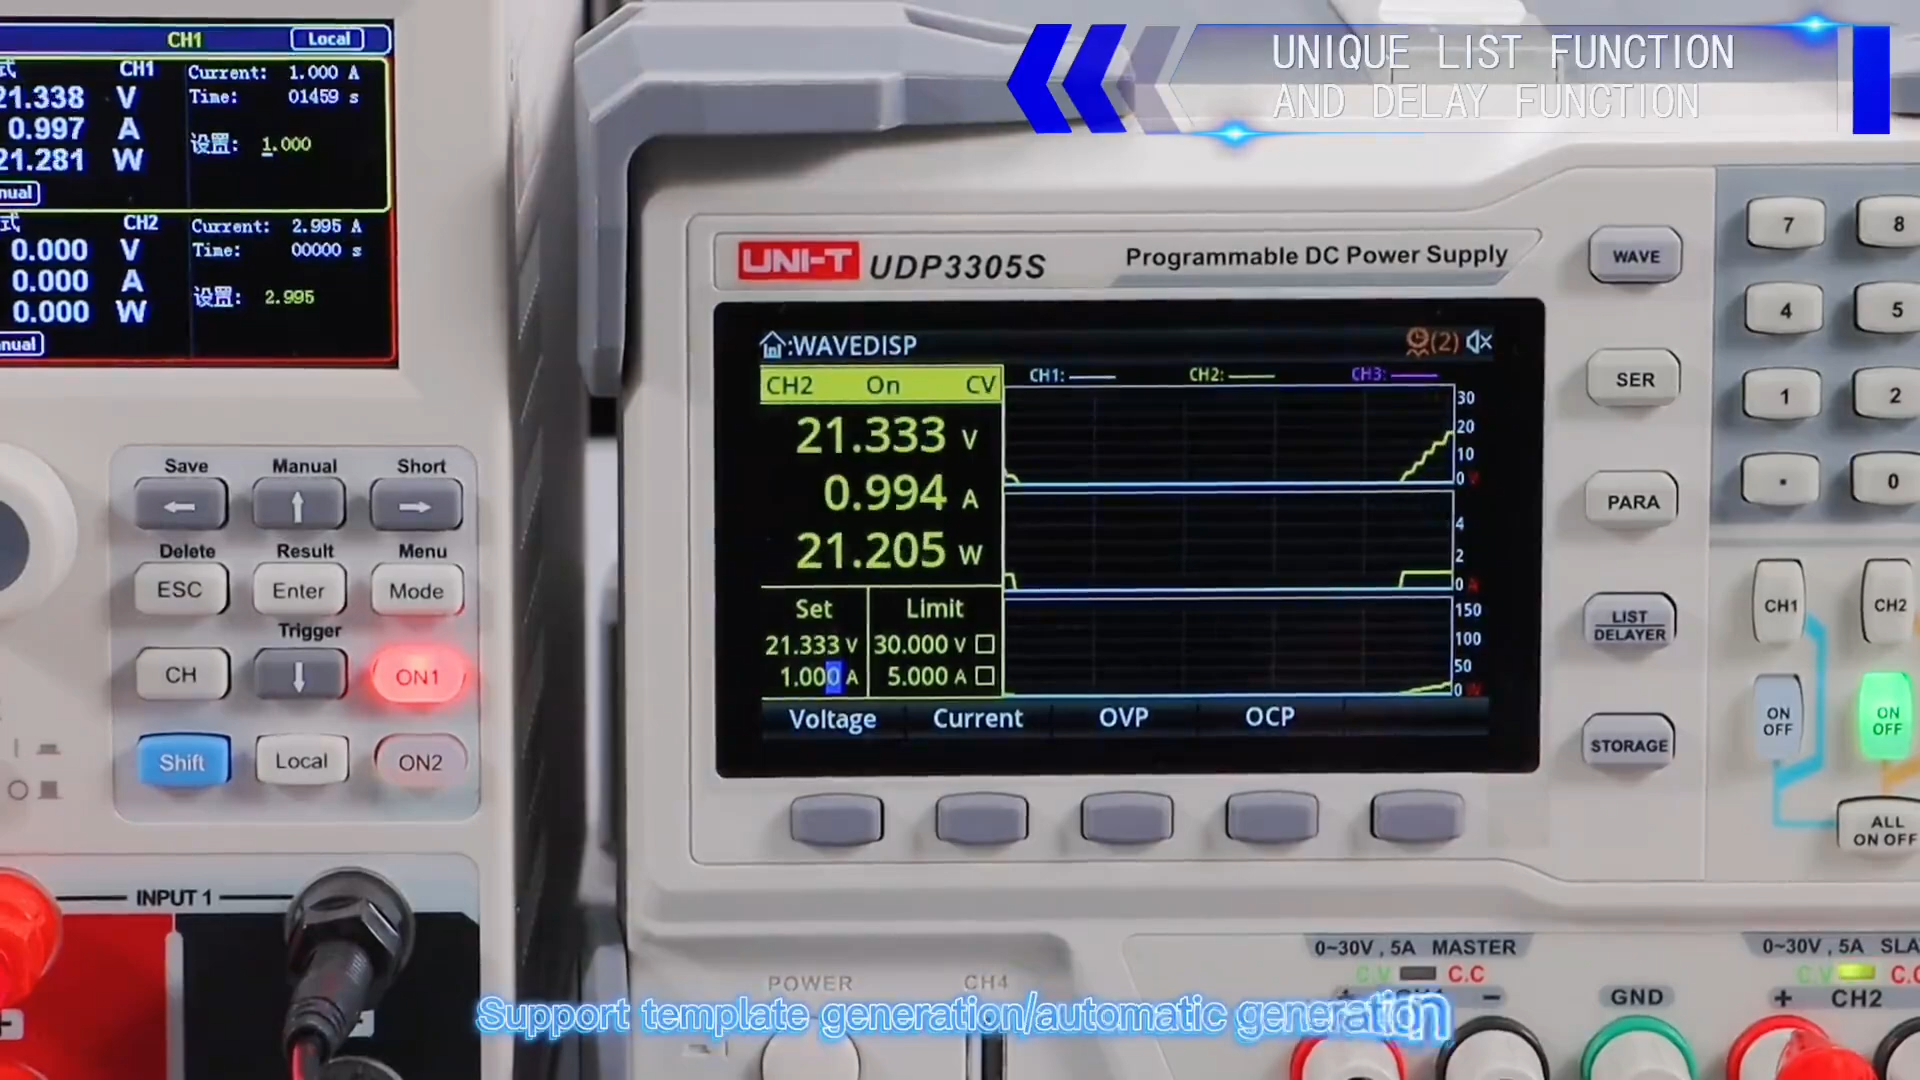 UNIQUE LIST FUNCTION
AND DELAY FUNCTION
CH1 Local
式 CH1
21.338 V
0.997 A
21.281 W
Current: 1.000 A
Time: 01459 s
设置: 1.000
式 CH2
0.000 V
0.000 A
0.000 W
Current: 2.995 A
Time: 00000 s
设置: 2.995
Save Manual Short
← ↑ →
Delete Result Menu
ESC Enter Mode
Trigger
CH ↓ ON1
Shift Local ON2
INPUT 1
UNI-T UDP3305S Programmable DC Power Supply
:WAVEDISP (2)
CH2 On CV
21.333 V
0.994 A
21.205 W
Set Limit
21.333 V 30.000 V
1.000 A 5.000 A
CH1: CH2: CH3:
30
20
10
0 V
4
2
0 A
150
100
50
0 W
Voltage Current OVP OCP
WAVE
SER
PARA
LIST
DELAYER
STORAGE
7 8
4 5
1 2
. 0
CH1 CH2
ON
OFF
ON
OFF
ALL
ON OFF
POWER CH4
0~30V , 5A MASTER
C.V C.C
+ −
GND
0~30V , 5A
C.V
+ CH2
Support template generation/automatic generation